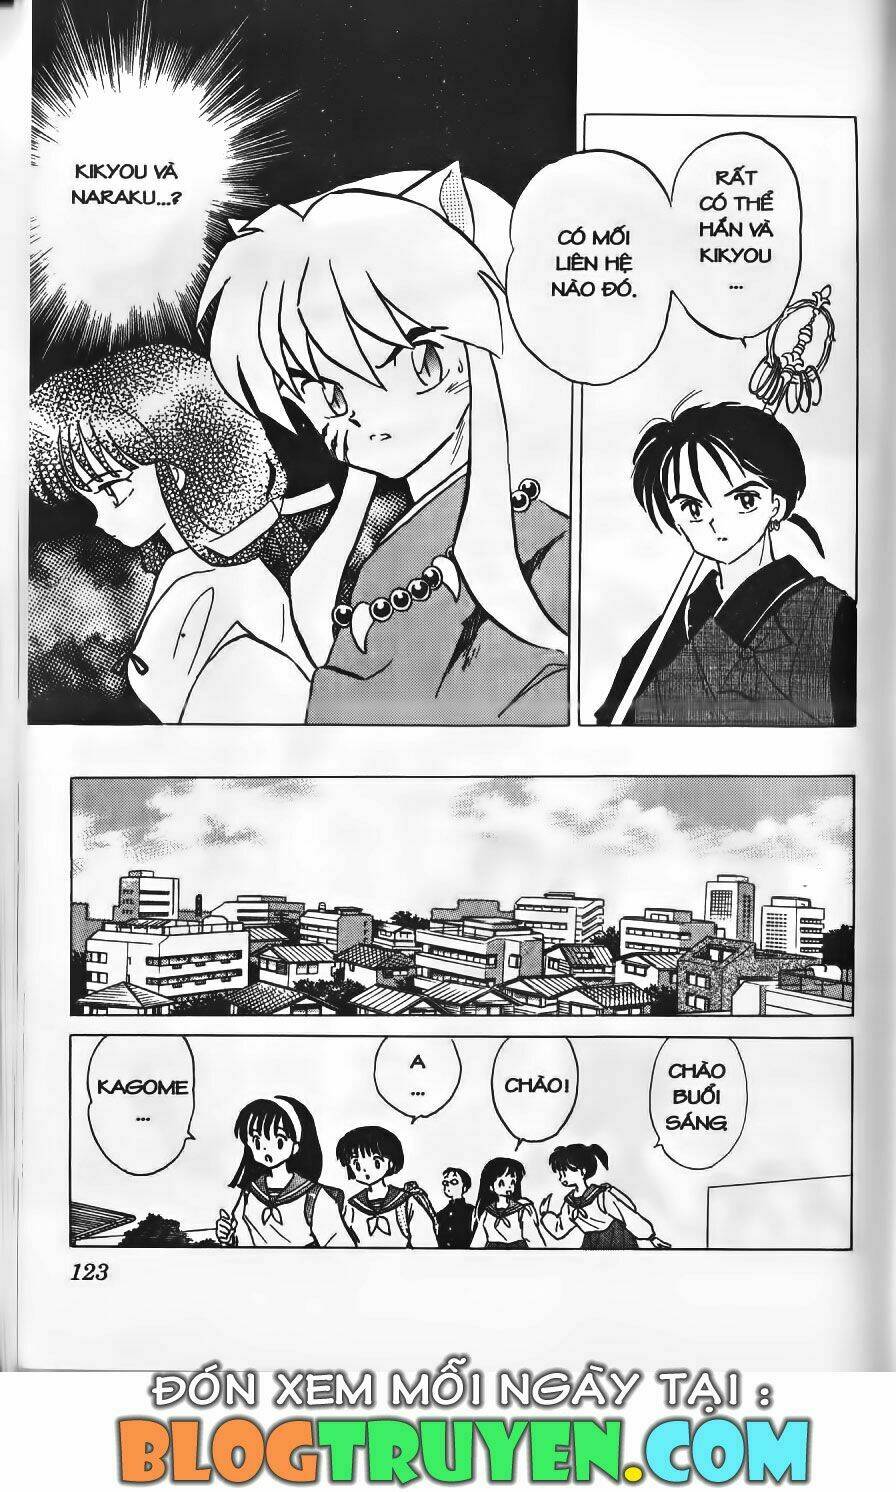 RẤT
CÓ THỂ
HẮN VÀ
KIKYOU
...
CÓ MỐI
LIÊN HỆ
NÀO ĐÓ.
KIKYOU VÀ
NARAKU...?
CHÀO
BUỔI
SÁNG.
CHÀO!
A
...
KAGOME
...
123
ĐÓN XEM MỖI NGÀY TẠI :
BLOGTRUYEN.COM